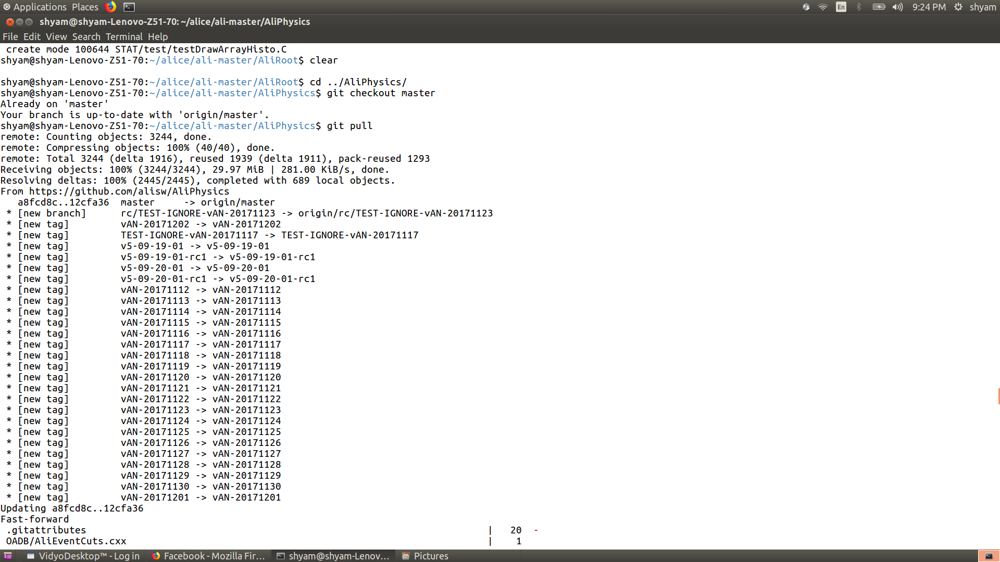 Applications Places En 9:24 PM shyam
shyam@shyam-Lenovo-Z51-70: ~/alice/ali-master/AliPhysics
File Edit View Search Terminal Help
create mode 100644 STAT/test/testDrawArrayHisto.C
shyam@shyam-Lenovo-Z51-70:~/alice/ali-master/AliRoot$ clear
shyam@shyam-Lenovo-Z51-70:~/alice/ali-master/AliRoot$ cd ../AliPhysics/
shyam@shyam-Lenovo-Z51-70:~/alice/ali-master/AliPhysics$ git checkout master
Already on 'master'
Your branch is up-to-date with 'origin/master'.
shyam@shyam-Lenovo-Z51-70:~/alice/ali-master/AliPhysics$ git pull
remote: Counting objects: 3244, done.
remote: Compressing objects: 100% (40/40), done.
remote: Total 3244 (delta 1916), reused 1939 (delta 1911), pack-reused 1293
Receiving objects: 100% (3244/3244), 29.97 MiB | 281.00 KiB/s, done.
Resolving deltas: 100% (2445/2445), completed with 689 local objects.
From https://github.com/alisw/AliPhysics
a8fcd8c..12cfa36 master -> origin/master
* [new branch] rc/TEST-IGNORE-vAN-20171123 -> origin/rc/TEST-IGNORE-vAN-20171123
* [new tag] vAN-20171202 -> vAN-20171202
* [new tag] TEST-IGNORE-vAN-20171117 -> TEST-IGNORE-vAN-20171117
* [new tag] v5-09-19-01 -> v5-09-19-01
* [new tag] v5-09-19-01-rc1 -> v5-09-19-01-rc1
* [new tag] v5-09-20-01 -> v5-09-20-01
* [new tag] v5-09-20-01-rc1 -> v5-09-20-01-rc1
* [new tag] vAN-20171112 -> vAN-20171112
* [new tag] vAN-20171113 -> vAN-20171113
* [new tag] vAN-20171114 -> vAN-20171114
* [new tag] vAN-20171115 -> vAN-20171115
* [new tag] vAN-20171116 -> vAN-20171116
* [new tag] vAN-20171117 -> vAN-20171117
* [new tag] vAN-20171118 -> vAN-20171118
* [new tag] vAN-20171119 -> vAN-20171119
* [new tag] vAN-20171120 -> vAN-20171120
* [new tag] vAN-20171121 -> vAN-20171121
* [new tag] vAN-20171122 -> vAN-20171122
* [new tag] vAN-20171123 -> vAN-20171123
* [new tag] vAN-20171124 -> vAN-20171124
* [new tag] vAN-20171125 -> vAN-20171125
* [new tag] vAN-20171126 -> vAN-20171126
* [new tag] vAN-20171127 -> vAN-20171127
* [new tag] vAN-20171128 -> vAN-20171128
* [new tag] vAN-20171129 -> vAN-20171129
* [new tag] vAN-20171130 -> vAN-20171130
* [new tag] vAN-20171201 -> vAN-20171201
Updating a8fcd8c..12cfa36
Fast-forward
.gitattributes | 20 -
OADB/AliEventCuts.cxx | 1
VidyoDesktop™ - Log in Facebook - Mozilla Fir... shyam@shyam-Lenov... Pictures